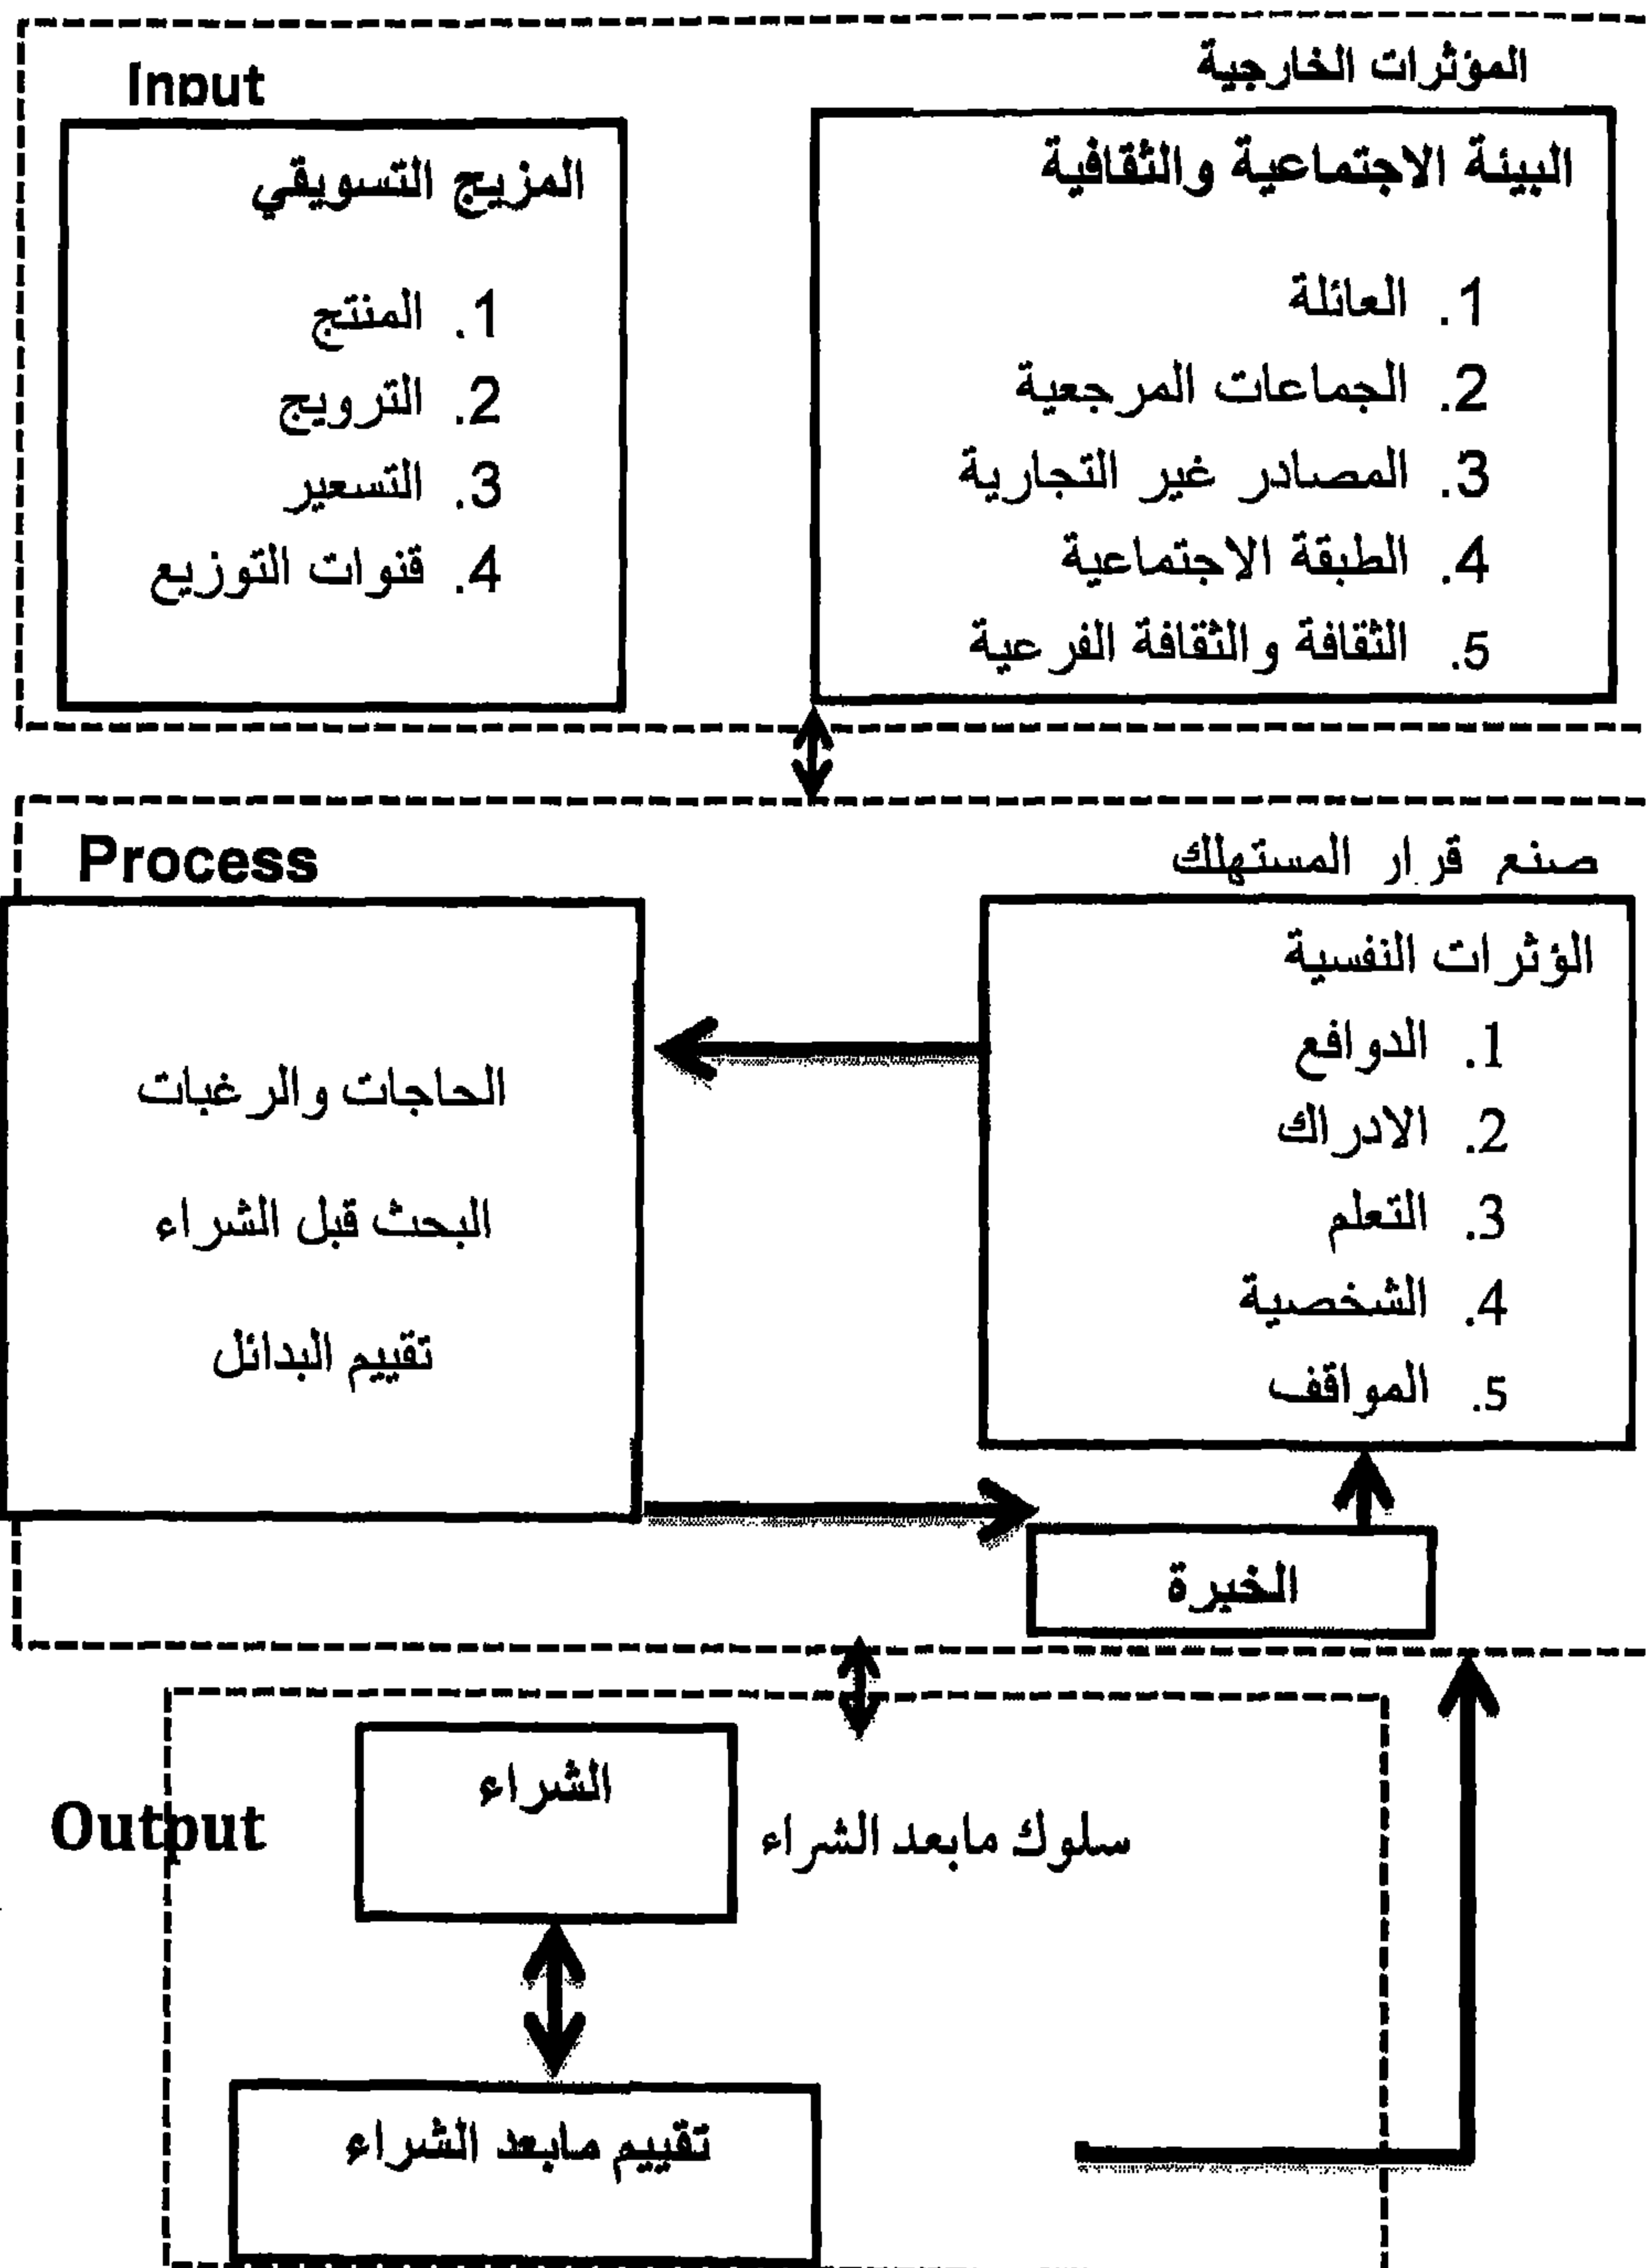 Input
المؤثرات الخارجية
المزيج التسويقي
1. المنتج
2. الترويج
3. التسعير
4. قنوات التوزيع
البيئة الاجتماعية والثقافية
1. العائلة
2. الجماعات المرجعية
3. المصادر غير التجارية
4. الطبقة الاجتماعية
5. الثقافة والثقافة الفرعية
Process
صنع قرار المستهلك
الحاجات والرغبات
البحث قبل الشراء
تقييم البدائل
الؤثرات النفسية
1. الدوافع
2. الادراك
3. التعلم
4. الشخصية
5. المواقف
الخبرة
Output
الشراء
سلوك مابعد الشراء
تقييم مابعد الشراء